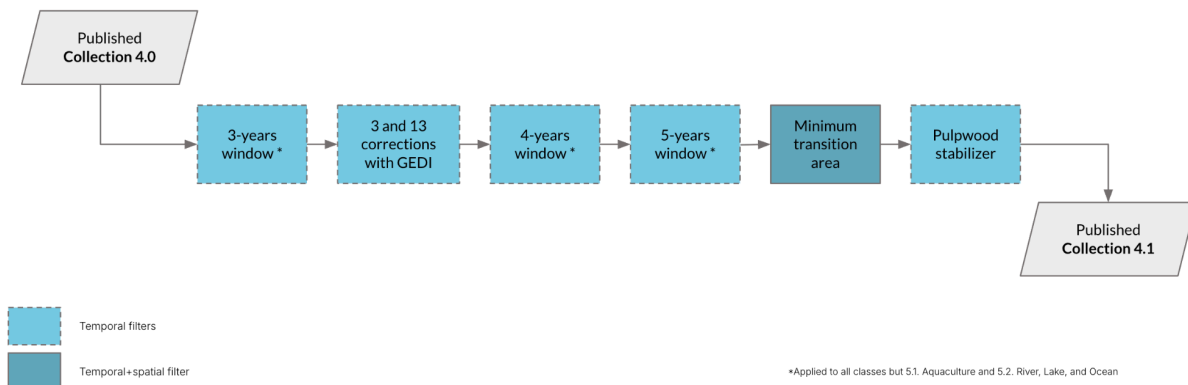 Published
Collection 4.0
3-years
window *
3 and 13
corrections
with GEDI
4-years
window *
5-years
window *
Minimum
transition
area
Pulpwood
stabilizer
Published
Collection 4.1
Temporal filters
Temporal+spatial filter
*Applied to all classes but 5.1. Aquaculture and 5.2. River, Lake, and Ocean